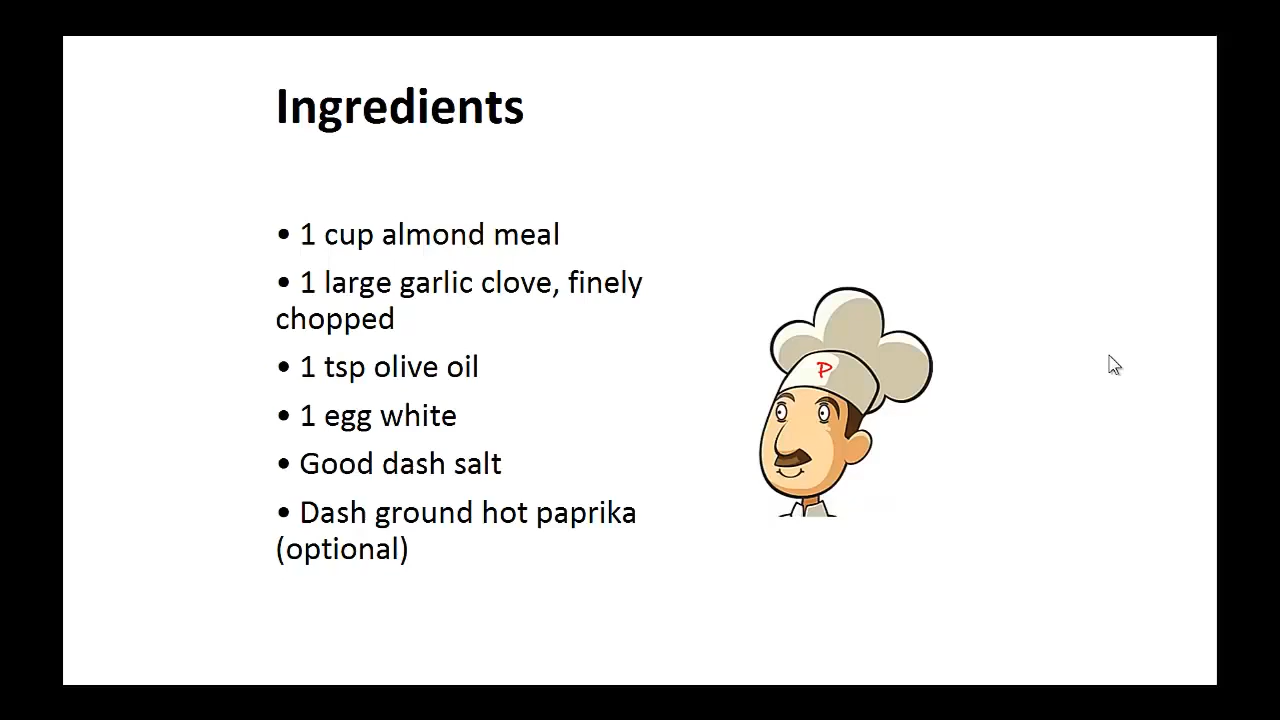 Ingredients
• 1 cup almond meal
• 1 large garlic clove, finely
chopped
• 1 tsp olive oil
• 1 egg white
• Good dash salt
• Dash ground hot paprika
(optional)
P